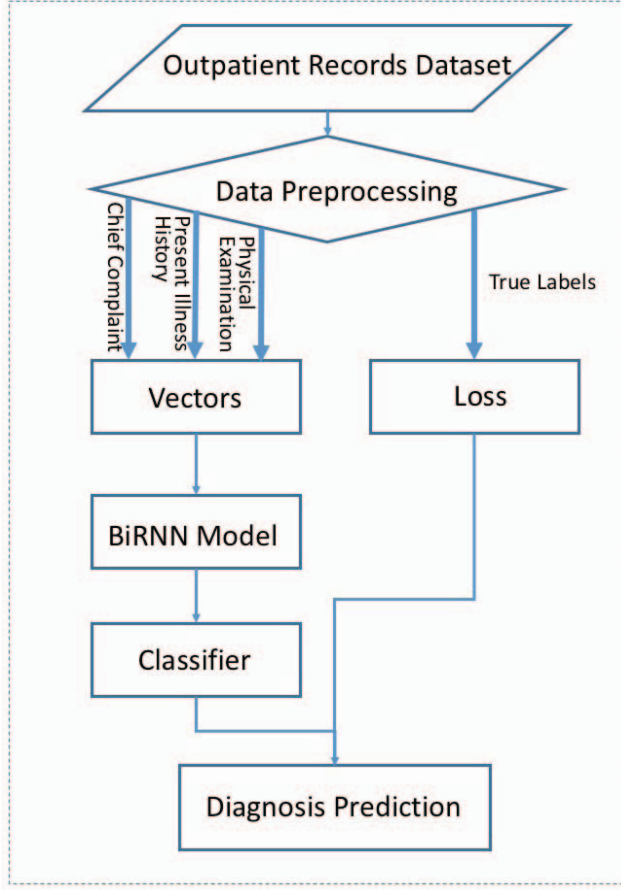 Outpatient Records Dataset
Data Preprocessing
Chief Complaint
Present Illness
History
Physical
Examination
True Labels
Vectors
Loss
BiRNN Model
Classifier
Diagnosis Prediction